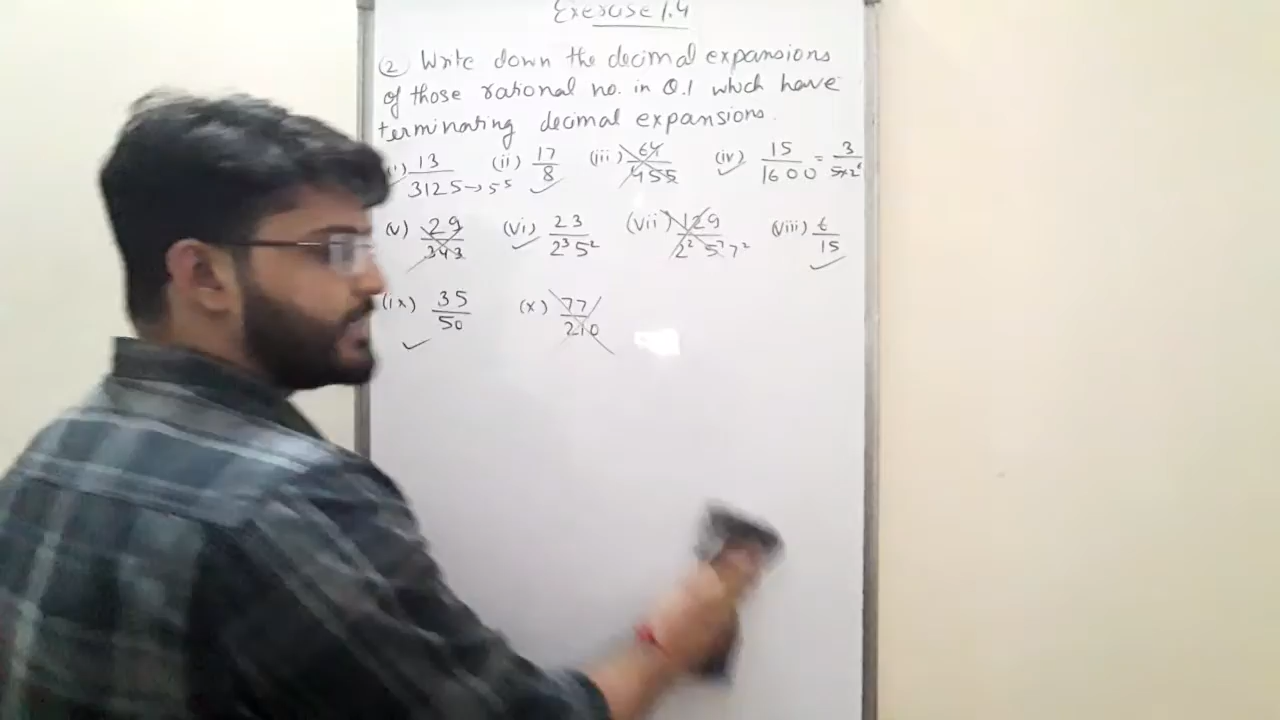 Exercise 1.4
(2) Write down the decimal expansions
of those rational no. in Q.1 which have
terminating decimal expansions.
(i) 13/3125 → 5⁵ (ii) 17/8 (iii) 64/455 (iv) 15/1600 = 3/5×2⁶
(v) 29/343 (vi) 23/2³5² (vii) 129/2²5⁷7² (viii) 6/15
(ix) 35/50 (x) 77/210